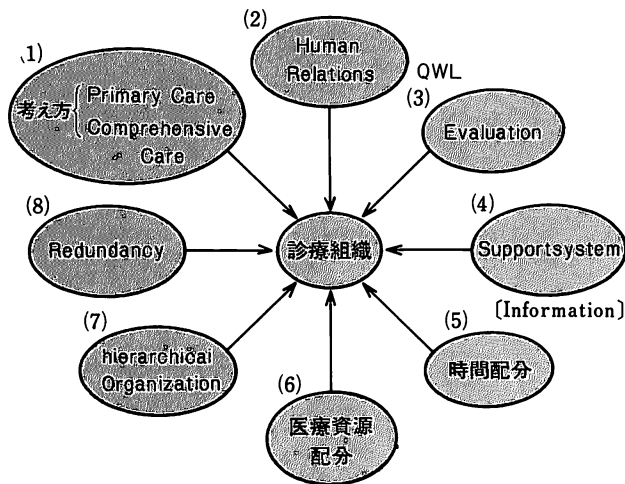 (1)
考え方
Primary Care
Comprehensive
Care
(2)
Human
Relations
QWL
(3)
Evaluation
(4)
Supportsystem
〔Information〕
(5)
時間配分
(6)
医療資源
配分
(7)
hierarchical
Organization
(8)
Redundancy
診療組織